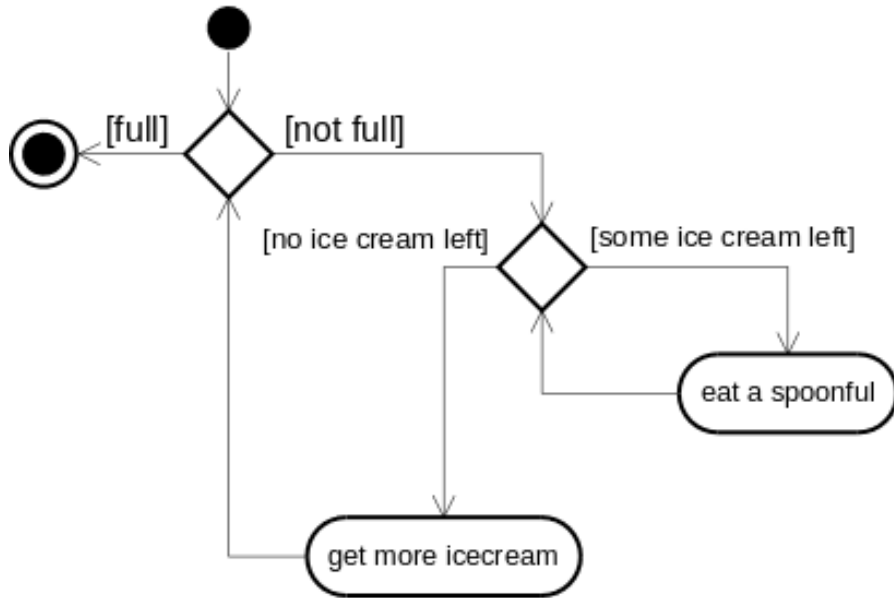 [full]
[not full]
[no ice cream left]
[some ice cream left]
eat a spoonful
get more icecream